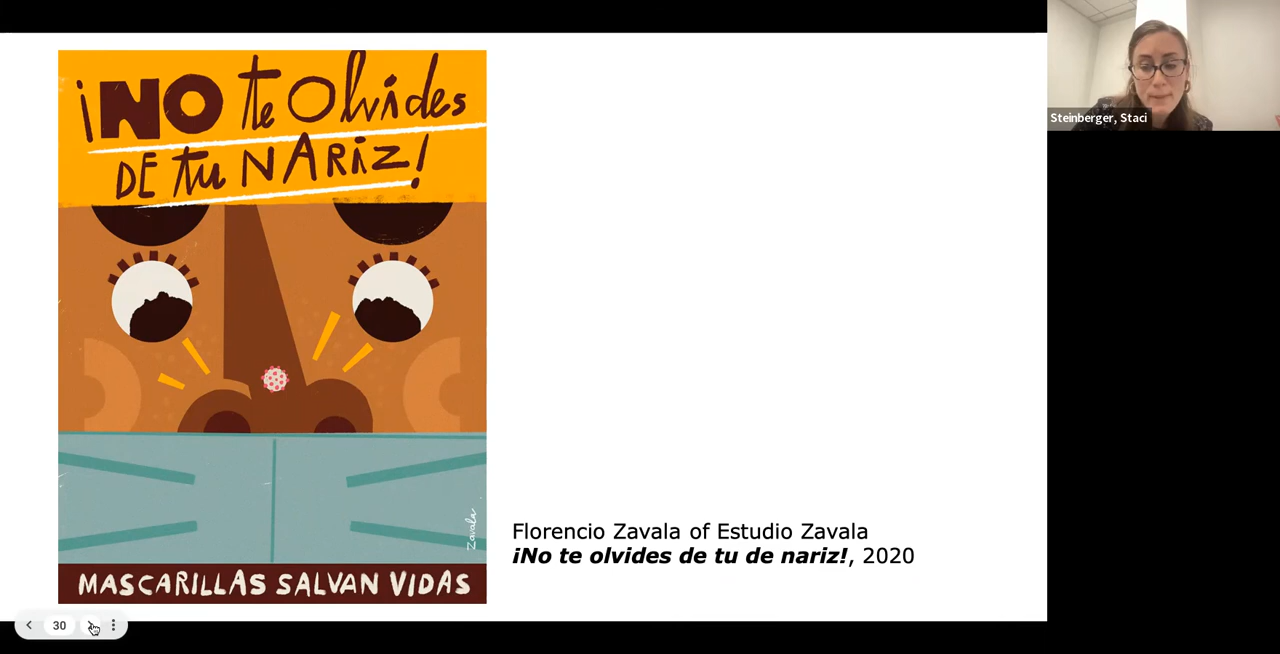 ¡NO te Olvides
DE tu NARiZ!
Zavala
MASCARILLAS SALVAN VIDAS
Florencio Zavala of Estudio Zavala
¡No te olvides de tu de nariz!, 2020
30
Steinberger, Staci